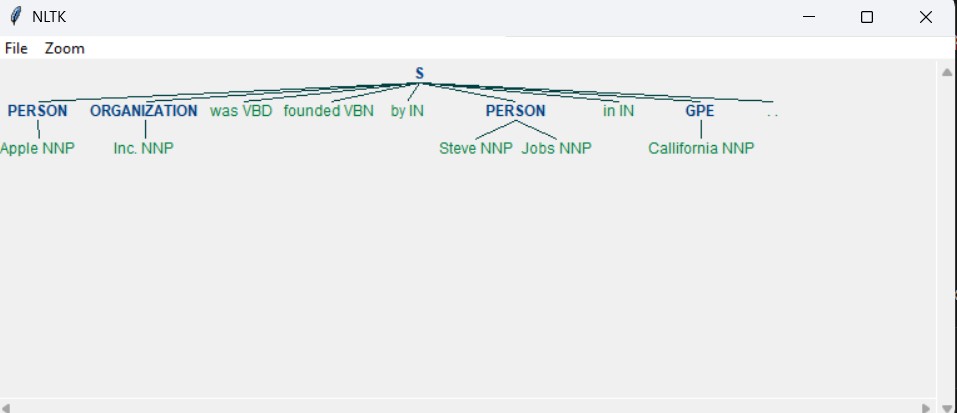 NLTK
File Zoom
S
PERSON ORGANIZATION was VBD founded VBN by IN PERSON in IN GPE . .
Apple NNP Inc. NNP Steve NNP Jobs NNP Callifornia NNP